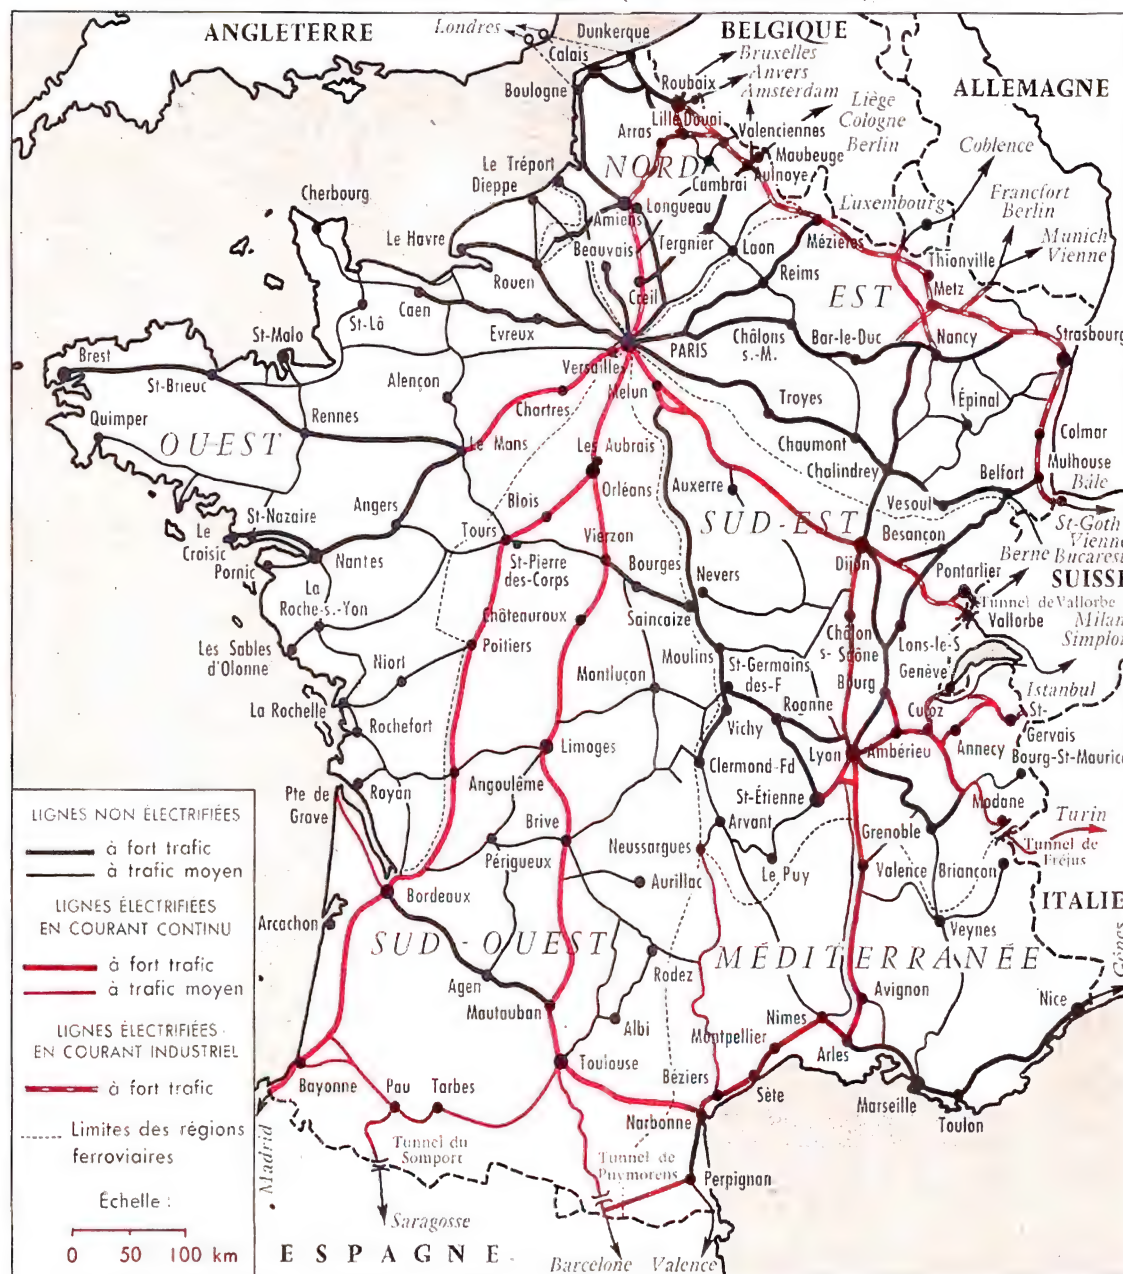 ANGLETERRE
Londres
Dunkerque
Calais
Boulogne
BELGIQUE
Bruxelles
Anvers
Amsterdam
Roubaix
Lille
Douai
Arras
Valenciennes
Liège
Cologne
Berlin
ALLEMAGNE
Coblence
Maubeuge
Aulnoye
NORD
Cambrai
Le Tréport
Dieppe
Cherbourg
Amiens
Longueau
Luxembourg
Francfort
Berlin
Munich
Vienne
Le Havre
Beauvais
Tergnier
Laon
Mézières
Thionville
Rouen
Creil
Reims
EST
Metz
St-Lô
Caen
Evreux
Châlons
s.-M.
Bar-le-Duc
Nancy
Strasbourg
St-Malo
PARIS
Versailles
Brest
St-Brieuc
Alençon
Melun
Chartres
Troyes
Épinal
Quimper
OUEST
Rennes
Le Mans
Chaumont
Colmar
Les Aubrais
Chalindrey
Mulhouse
Belfort
Bâle
Orléans
Auxerre
Blois
Vesoul
St-Nazaire
Angers
SUD-EST
St-Goth
Vienne
Bucarest
Le
Croisic
Tours
Vierzon
Besançon
Berne
Pornic
Nantes
St-Pierre
des-Corps
Bourges
Nevers
Dijon
Pontarlier
SUISSE
La
Roche-s.-Yon
Châteauroux
Saincaize
Tunnel de Vallorbe
Vallorbe
Milan
Simplon
Châlon
s-Saône
Lons-le-S
Les Sables
d'Olonne
Poitiers
Moulins
Niort
Montluçon
St-Germains
des-F
Genève
Bourg
Istanbul
La Rochelle
Rochefort
Vichy
Roanne
Culoz
St-
Gervais
Annecy
Limoges
Lyon
Ambérieu
Bourg-St-Maurice
Royan
Angoulême
Clermond-Fd
Pte de
Grave
St-Étienne
Modane
Turin
Brive
Arvant
Grenoble
Tunnel de
Fréjus
Périgueux
Neussargues
Le Puy
Valence
Briançon
Bordeaux
Aurillac
ITALIE
Arcachon
Veynes
SUD-OUEST
MÉDITERRANÉE
Gênes
Agen
Rodez
Avignon
Nice
Mautauban
Albi
Montpellier
Nimes
Arles
Toulouse
Béziers
Sète
Marseille
Toulon
Bayonne
Pau
Tarbes
Narbonne
Madrid
Tunnel du
Somport
Tunnel de
Puymorens
Perpignan
Saragosse
ESPAGNE
Barcelone
Valence
LIGNES NON ÉLECTRIFIÉES
à fort trafic
à trafic moyen
LIGNES ÉLECTRIFIÉES
EN COURANT CONTINU
à fort trafic
à trafic moyen
LIGNES ÉLECTRIFIÉES
EN COURANT INDUSTRIEL
à fort trafic
Limites des régions
ferroviaires
Échelle :
0 50 100 km